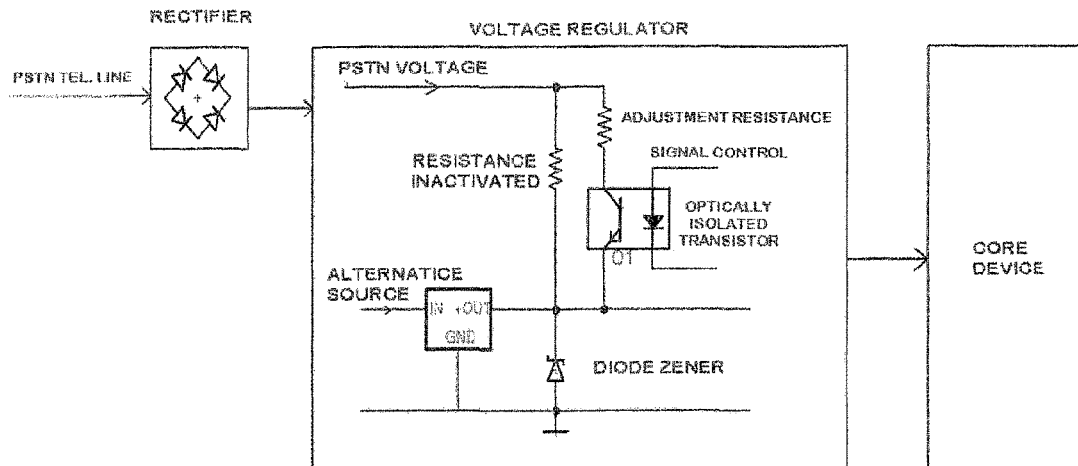 RECTIFIER
VOLTAGE REGULATOR
PSTN TEL. LINE
PSTN VOLTAGE
ADJUSTMENT RESISTANCE
SIGNAL CONTROL
RESISTANCE
INACTIVATED
OPTICALLY
ISOLATED
TRANSISTOR
O1
CORE
DEVICE
ALTERNATICE
SOURCE
IN +OUT
GND
DIODE ZENER